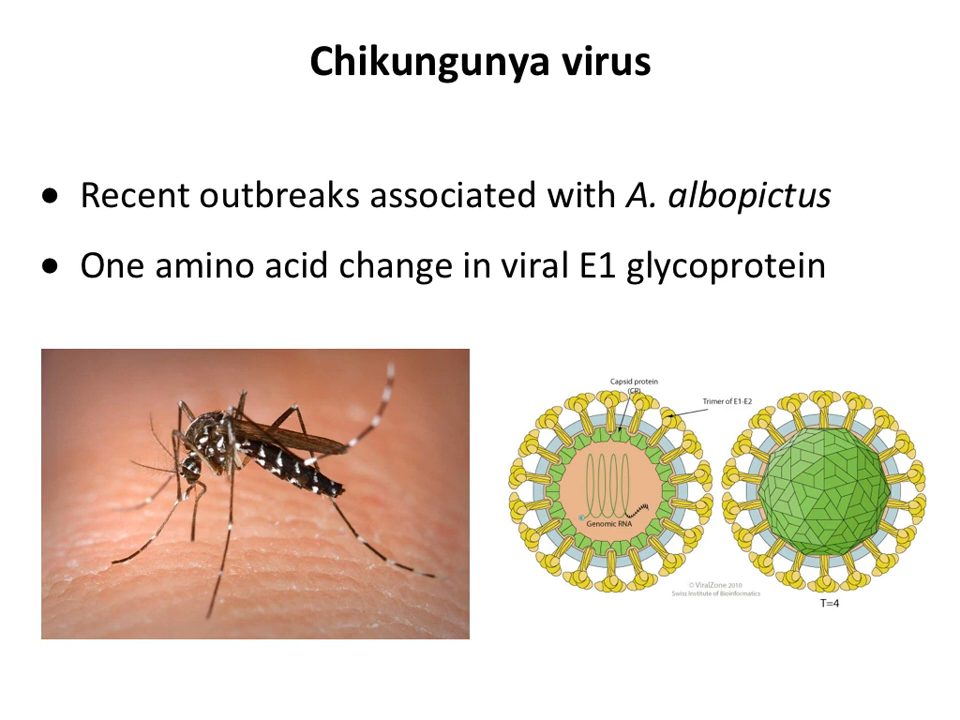 Chikungunya virus
• Recent outbreaks associated with A. albopictus
• One amino acid change in viral E1 glycoprotein
Capsid protein
(CP)
Trimer of E1-E2
Genomic RNA
© ViralZone 2010
Swiss Institute of Bioinformatics
T=4